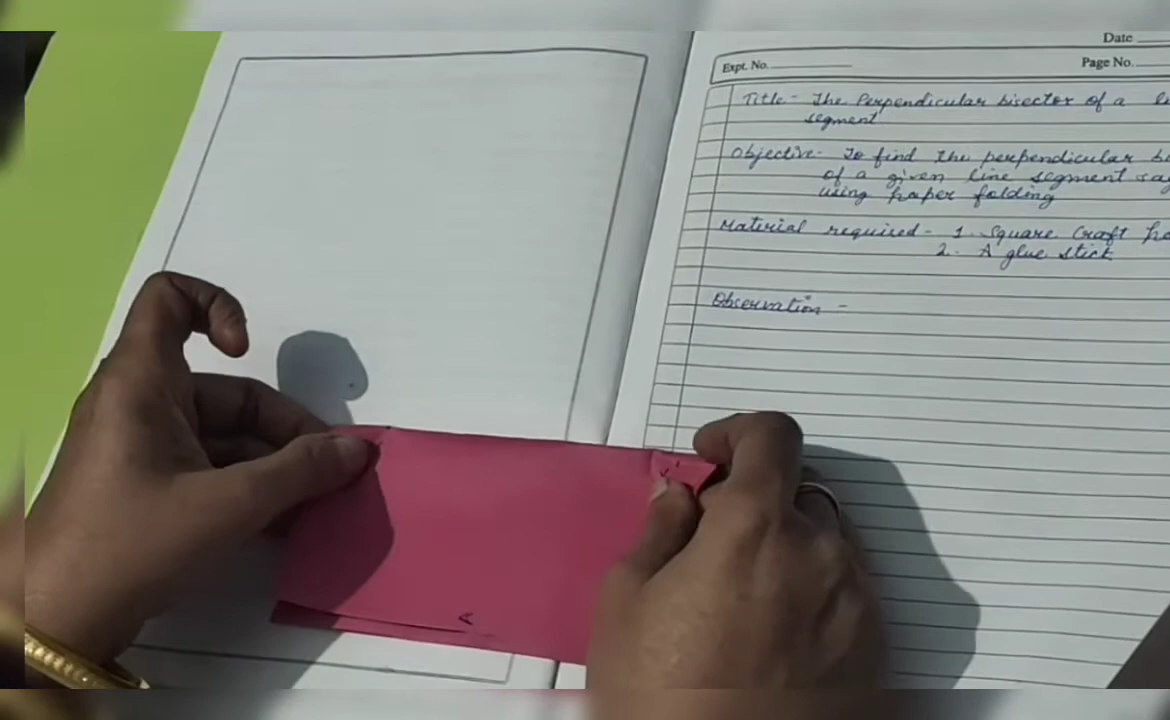 Date
Expt. No.
Page No.
Title - The Perpendicular bisector of a
segment
Objective - To find the perpendicular
of a given line segment
using paper folding
Material required - 1. Square Craft
2. A glue stick
Observation -